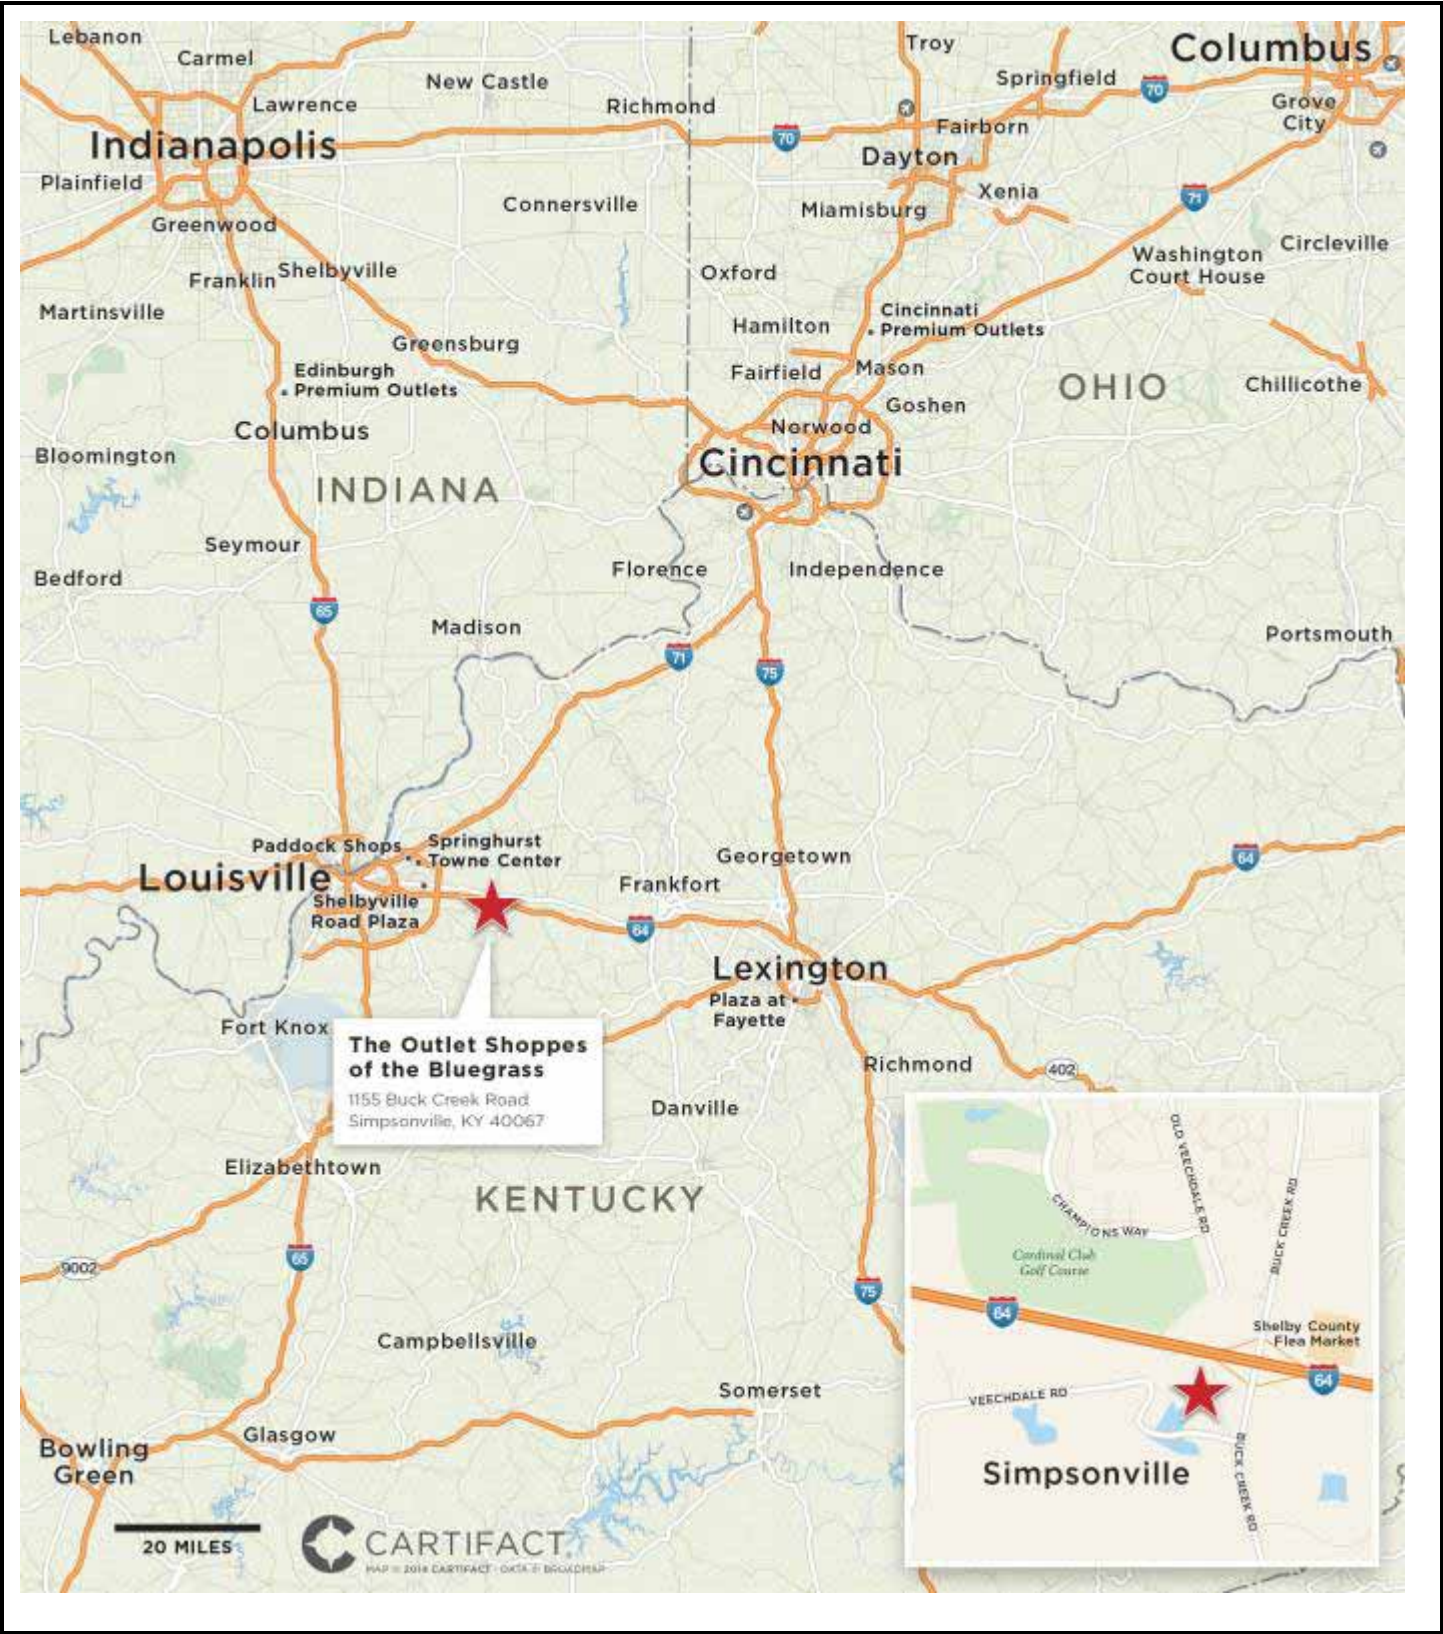 Lebanon
Carmel
Troy
Columbus
New Castle
Springfield
70
Lawrence
Richmond
Grove
City
Indianapolis
70
Fairborn
Dayton
Plainfield
Xenia
71
Connersville
Miamisburg
Greenwood
Circleville
Washington
Court House
Franklin
Shelbyville
Oxford
Martinsville
Cincinnati
Premium Outlets
Hamilton
Greensburg
Edinburgh
Premium Outlets
Fairfield
Mason
OHIO
Chillicothe
Goshen
Columbus
Norwood
Bloomington
Cincinnati
INDIANA
Seymour
Florence
Independence
Bedford
65
Madison
Portsmouth
71
75
Paddock Shops
Springhurst
Towne Center
Georgetown
64
Louisville
Frankfort
Shelbyville
Road Plaza
64
Lexington
Plaza at
Fayette
Fort Knox
The Outlet Shoppes
of the Bluegrass
1155 Buck Creek Road
Simpsonville, KY 40067
Richmond
402
Danville
Elizabethtown
KENTUCKY
9002
65
75
Campbellsville
Somerset
Glasgow
Bowling
Green
20 MILES
CARTIFACT
MAP © 2014 CARTIFACT · DATA © BROADMAP
OLD VEECHDALE RD
BUCK CREEK RD
CHAMPIONS WAY
Cardinal Club
Golf Course
64
Shelby County
Flea Market
64
VEECHDALE RD
BUCK CREEK RD
Simpsonville